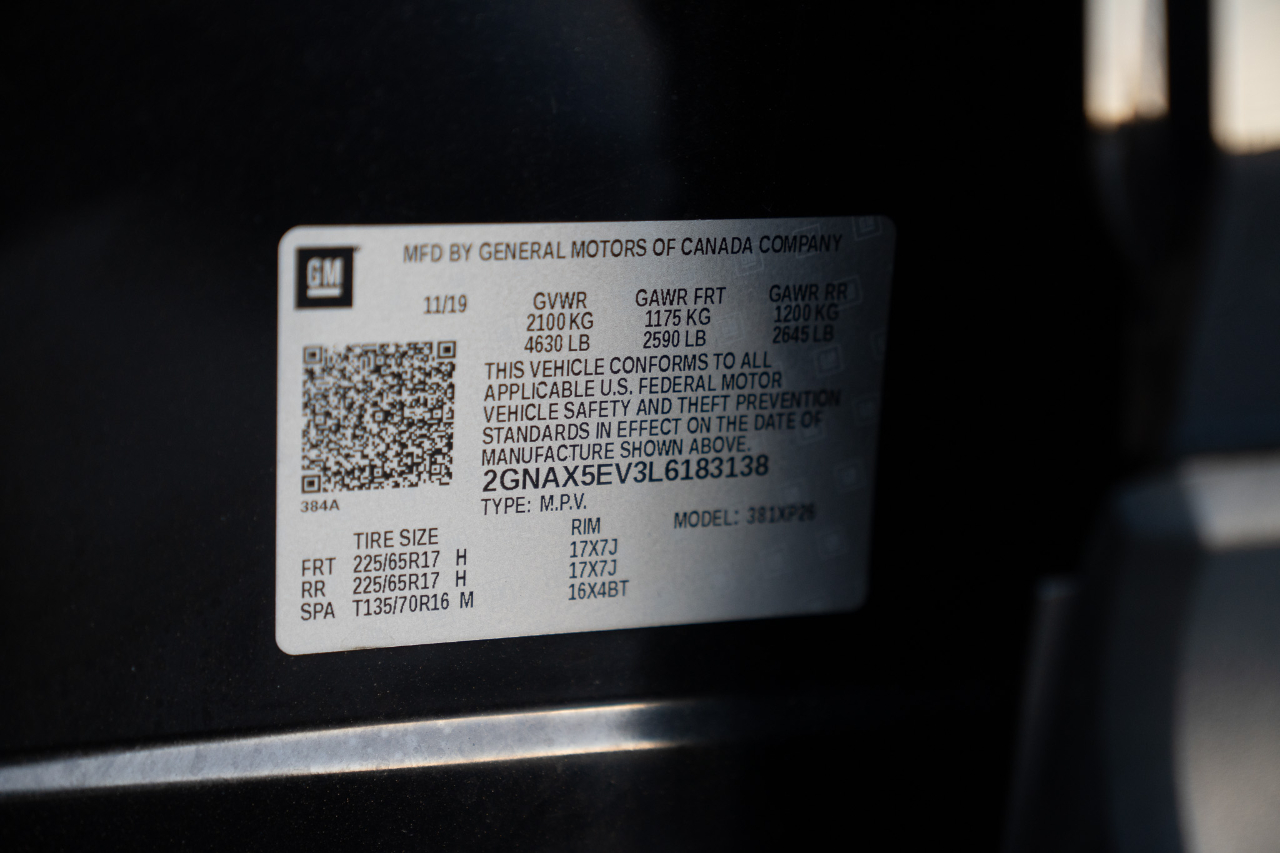 GM
MFD BY GENERAL MOTORS OF CANADA COMPANY
11/19 GVWR GAWR FRT GAWR RR
2100 KG 1175 KG 1200 KG
4630 LB 2590 LB 2645 LB
THIS VEHICLE CONFORMS TO ALL
APPLICABLE U.S. FEDERAL MOTOR
VEHICLE SAFETY AND THEFT PREVENTION
STANDARDS IN EFFECT ON THE DATE OF
MANUFACTURE SHOWN ABOVE.
2GNAX5EV3L6183138
384A
TYPE: M.P.V.
MODEL: 381XP26
TIRE SIZE RIM
FRT 225/65R17 H 17X7J
RR 225/65R17 H 17X7J
SPA T135/70R16 M 16X4BT